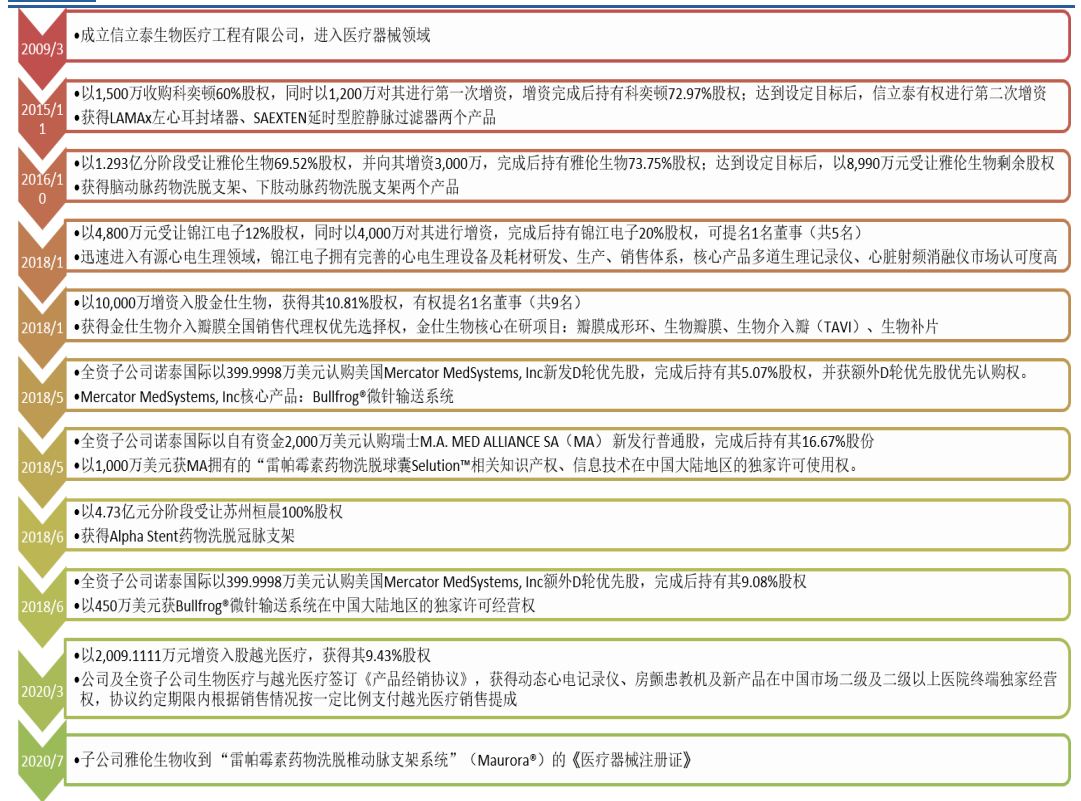 2009/3
•成立信立泰生物医疗工程有限公司，进入医疗器械领域
2015/1
1
•以1,500万收购科奕顿60%股权，同时以1,200万对其进行第一次增资，增资完成后持有科奕顿72.97%股权；达到设定目标后，信立泰有权进行第二次增资
•获得LAMAx左心耳封堵器、SAEXTEN延时型腔静脉过滤器两个产品
2016/1
0
•以1.293亿分阶段受让雅伦生物69.52%股权，并向其增资3,000万，完成后持有雅伦生物73.75%股权；达到设定目标后，以8,990万元受让雅伦生物剩余股权
•获得脑动脉药物洗脱支架、下肢动脉药物洗脱支架两个产品
2018/1
•以4,800万元受让锦江电子12%股权，同时以4,000万对其进行增资，完成后持有锦江电子20%股权，可提名1名董事（共5名）
•迅速进入有源心电生理领域，锦江电子拥有完善的心电生理设备及耗材研发、生产、销售体系，核心产品多道生理记录仪、心脏射频消融仪市场认可度高
2018/1
•以10,000万增资入股金仕生物，获得其10.81%股权，有权提名1名董事（共9名）
•获得金仕生物介入瓣膜全国销售代理权优先选择权，金仕生物核心在研项目：瓣膜成形环、生物瓣膜、生物介入瓣（TAVI）、生物补片
2018/5
•全资子公司诺泰国际以399.9998万美元认购美国Mercator MedSystems, Inc新发D轮优先股，完成后持有其5.07%股权，并获额外D轮优先股优先认购权。
•Mercator MedSystems, Inc核心产品：Bullfrog®微针输送系统
2018/5
•全资子公司诺泰国际以自有资金2,000万美元认购瑞士M.A. MED ALLIANCE SA（MA） 新发行普通股，完成后持有其16.67%股份
•以1,000万美元获MA拥有的“雷帕霉素药物洗脱球囊Selution™相关知识产权、信息技术在中国大陆地区的独家许可使用权。
2018/6
•以4.73亿元分阶段受让苏州桓晨100%股权
•获得Alpha Stent药物洗脱冠脉支架
2018/6
•全资子公司诺泰国际以399.9998万美元认购美国Mercator MedSystems, Inc额外D轮优先股，完成后持有其9.08%股权
•以450万美元获Bullfrog®微针输送系统在中国大陆地区的独家许可经营权
2020/3
•以2,009.1111万元增资入股越光医疗，获得其9.43%股权
•公司及全资子公司生物医疗与越光医疗签订《产品经销协议》，获得动态心电记录仪、房颤患教机及新产品在中国市场二级及二级以上医院终端独家经营
权，协议约定期限内根据销售情况按一定比例支付越光医疗销售提成
2020/7
•子公司雅伦生物收到 “雷帕霉素药物洗脱椎动脉支架系统”（Maurora®）的《医疗器械注册证》